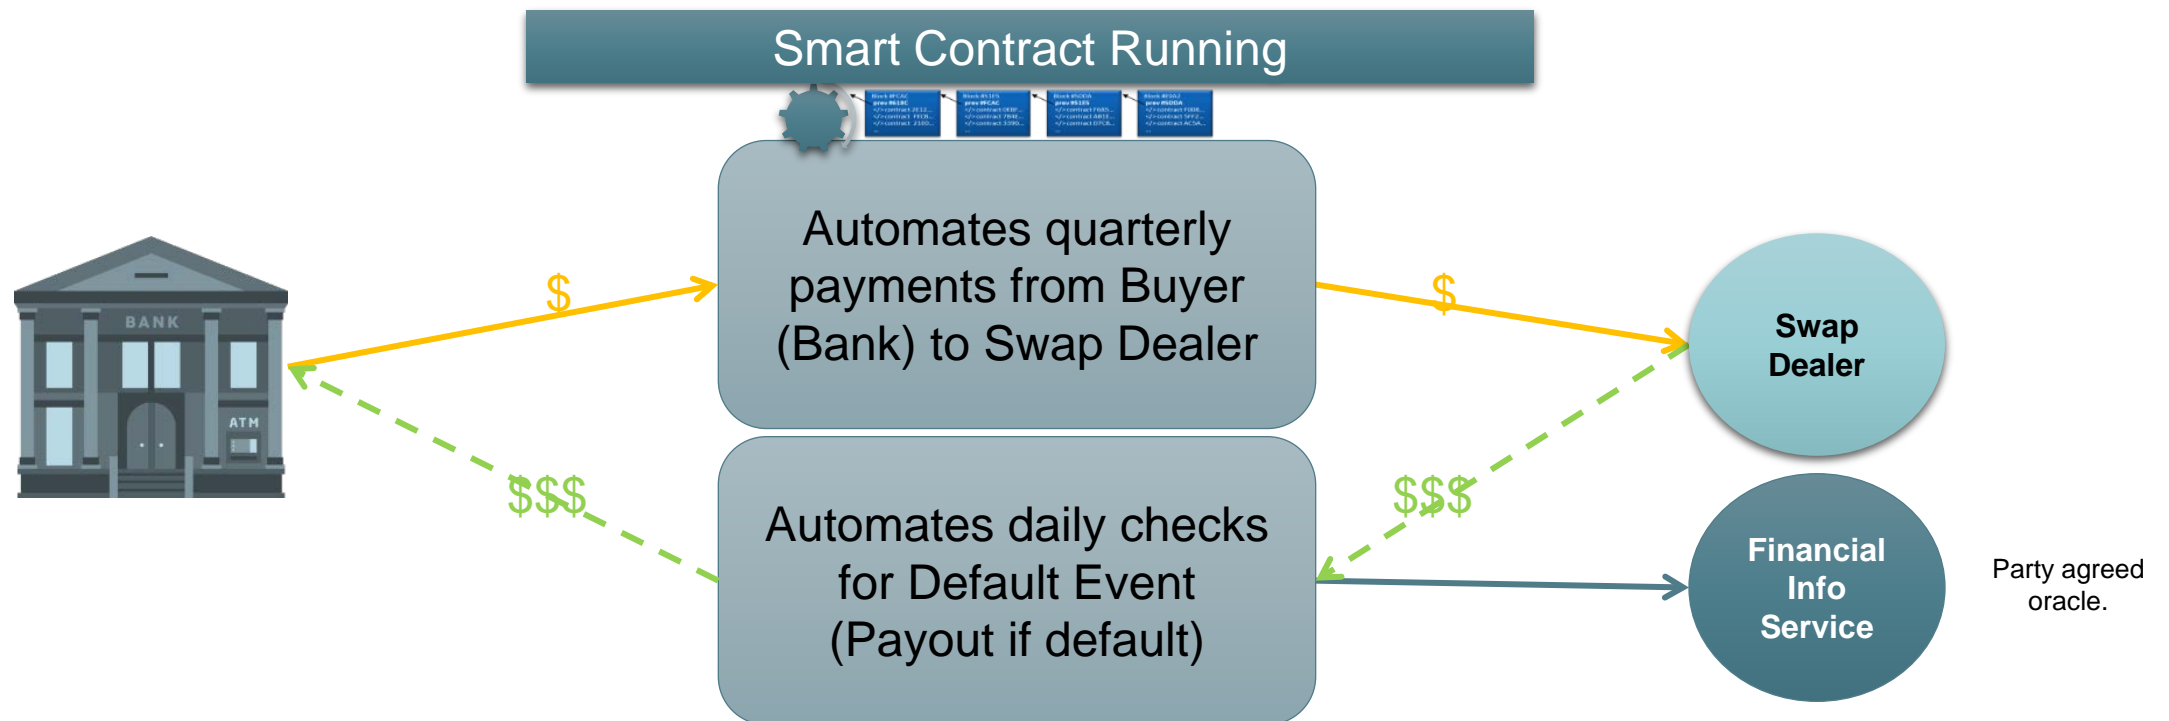 Smart Contract Running
Automates quarterly
payments from Buyer
(Bank) to Swap Dealer
BANK
ATM
$
$
Swap
Dealer
$$$
$$$
Automates daily checks
for Default Event
(Payout if default)
Financial
Info
Service
Party agreed
oracle.